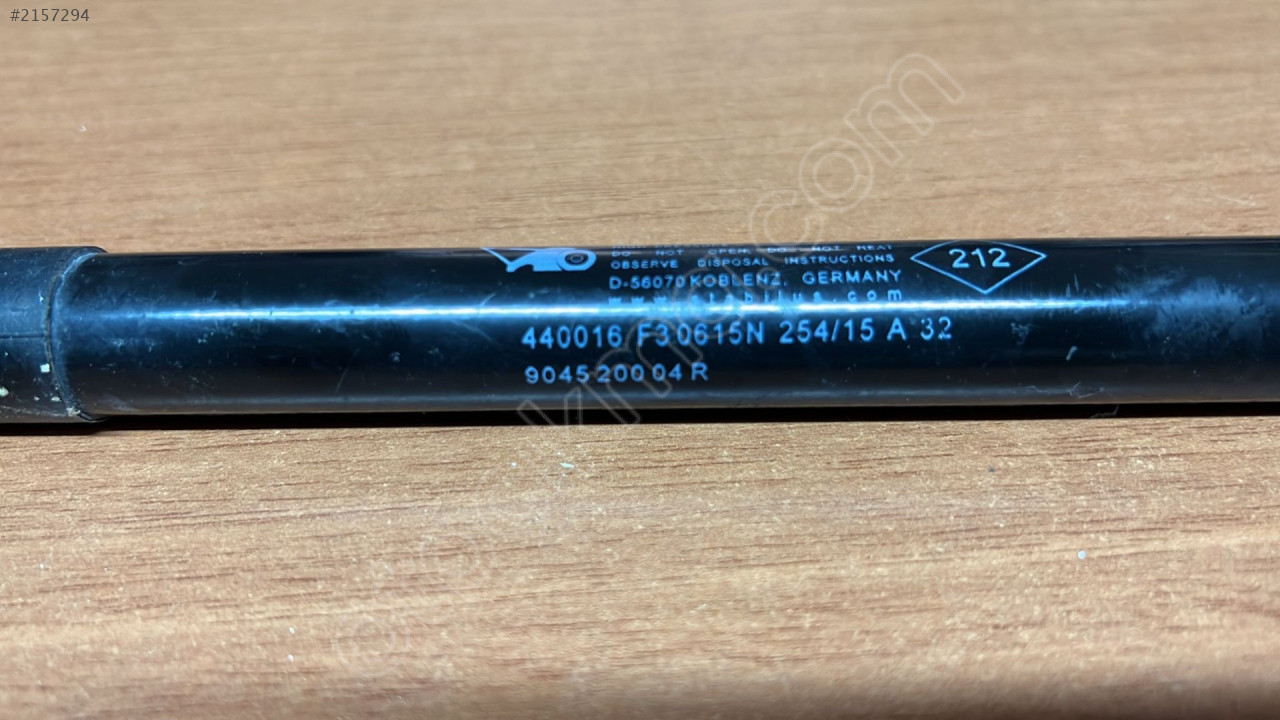 #2157294
DO NOT OPEN. DO NOT HEAT
OBSERVE DISPOSAL INSTRUCTIONS
212
D-56070 KOBLENZ, GERMANY
www.stabilus.com
440016 F30615N 254/15 A 32
9045 200 04 R